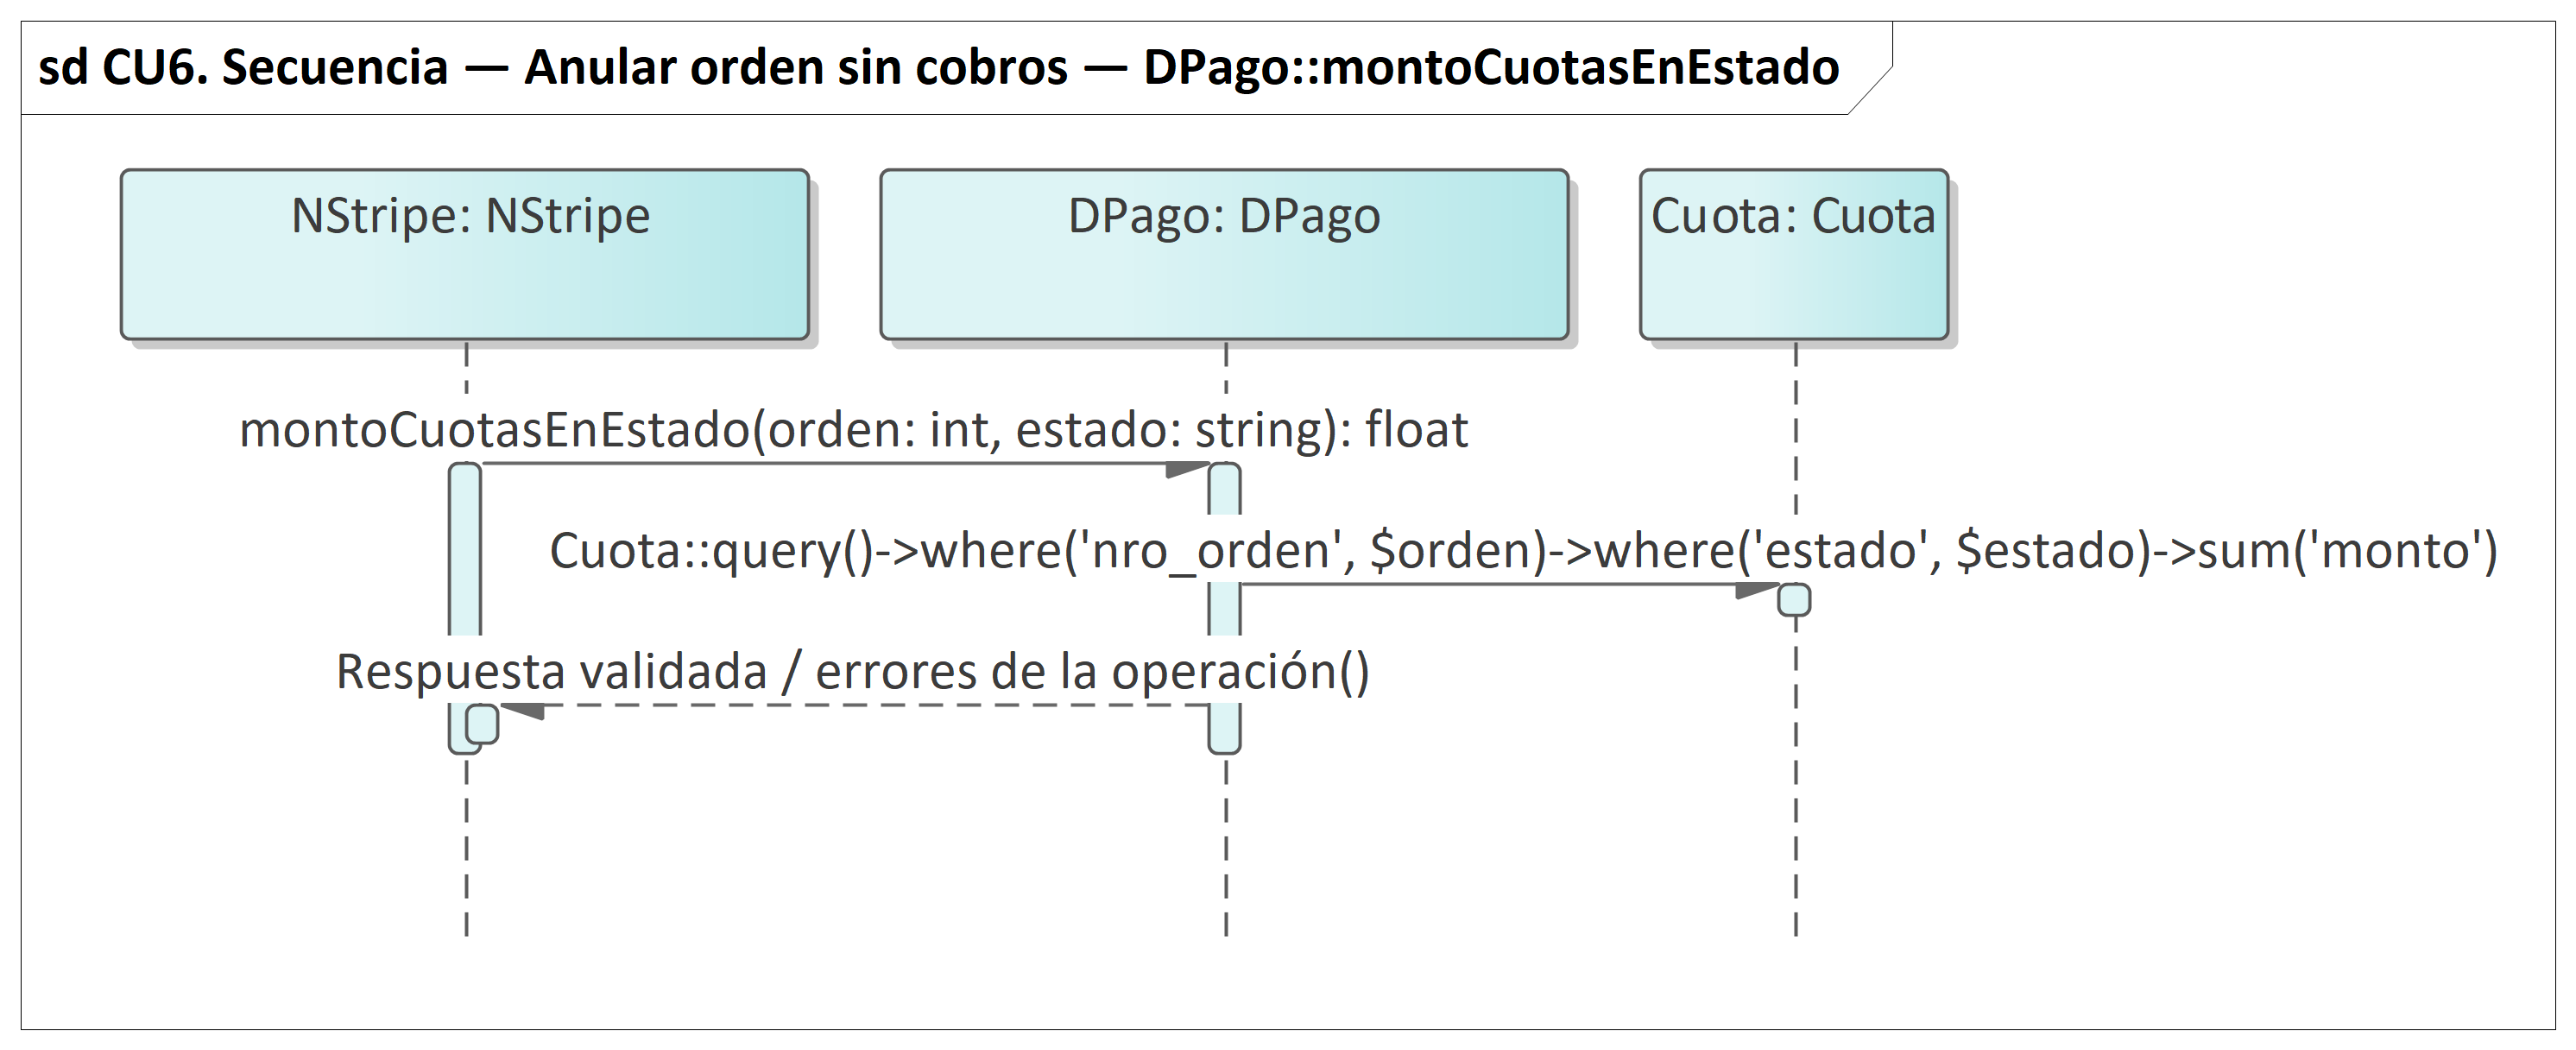 sd CU6. Secuencia — Anular orden sin cobros — DPago::montoCuotasEnEstado
NStripe: NStripe
DPago: DPago
Cuota: Cuota
montoCuotasEnEstado(orden: int, estado: string): float
Cuota::query()->where('nro_orden', $orden)->where('estado', $estado)->sum('monto')
Respuesta validada / errores de la operación()